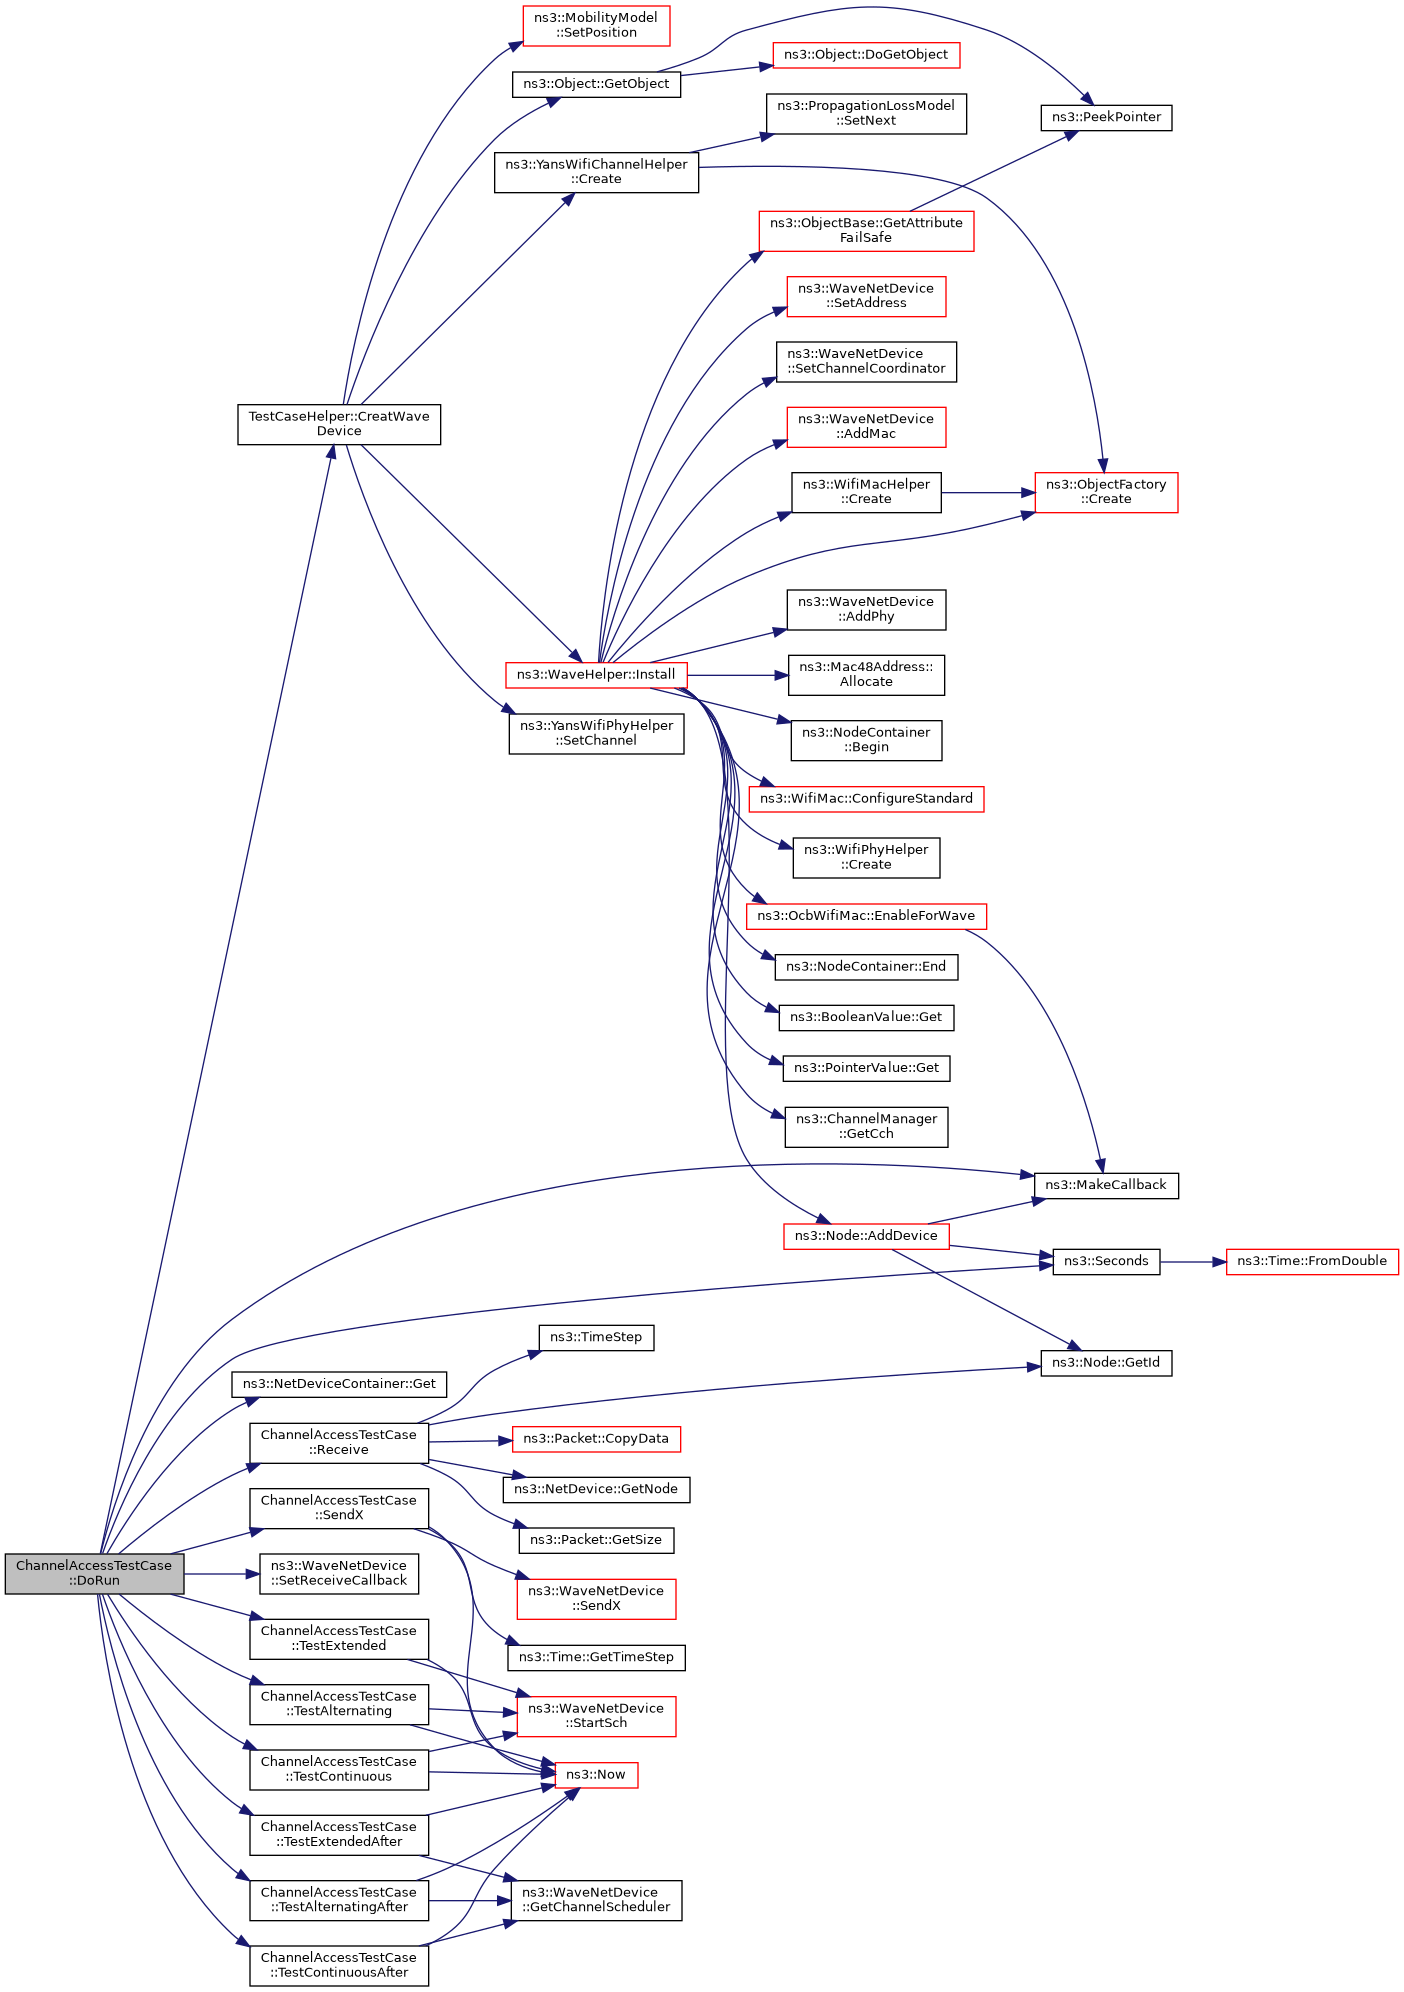 ns3::MobilityModel
::SetPosition
ns3::Object::DoGetObject
ns3::Object::GetObject
ns3::PropagationLossModel
::SetNext
ns3::PeekPointer
ns3::YansWifiChannelHelper
::Create
ns3::ObjectBase::GetAttribute
FailSafe
ns3::WaveNetDevice
::SetAddress
ns3::WaveNetDevice
::SetChannelCoordinator
TestCaseHelper::CreatWave
Device
ns3::WaveNetDevice
::AddMac
ns3::WifiMacHelper
::Create
ns3::ObjectFactory
::Create
ns3::WaveNetDevice
::AddPhy
ns3::WaveHelper::Install
ns3::Mac48Address::
Allocate
ns3::YansWifiPhyHelper
::SetChannel
ns3::NodeContainer
::Begin
ns3::WifiMac::ConfigureStandard
ns3::WifiPhyHelper
::Create
ns3::OcbWifiMac::EnableForWave
ns3::NodeContainer::End
ns3::BooleanValue::Get
ns3::PointerValue::Get
ns3::ChannelManager
::GetCch
ns3::MakeCallback
ns3::Node::AddDevice
ns3::Seconds
ns3::Time::FromDouble
ns3::TimeStep
ns3::Node::GetId
ns3::NetDeviceContainer::Get
ChannelAccessTestCase
::Receive
ns3::Packet::CopyData
ns3::NetDevice::GetNode
ChannelAccessTestCase
::SendX
ns3::Packet::GetSize
ChannelAccessTestCase
::DoRun
ns3::WaveNetDevice
::SetReceiveCallback
ns3::WaveNetDevice
::SendX
ChannelAccessTestCase
::TestExtended
ns3::Time::GetTimeStep
ChannelAccessTestCase
::TestAlternating
ns3::WaveNetDevice
::StartSch
ChannelAccessTestCase
::TestContinuous
ns3::Now
ChannelAccessTestCase
::TestExtendedAfter
ChannelAccessTestCase
::TestAlternatingAfter
ns3::WaveNetDevice
::GetChannelScheduler
ChannelAccessTestCase
::TestContinuousAfter